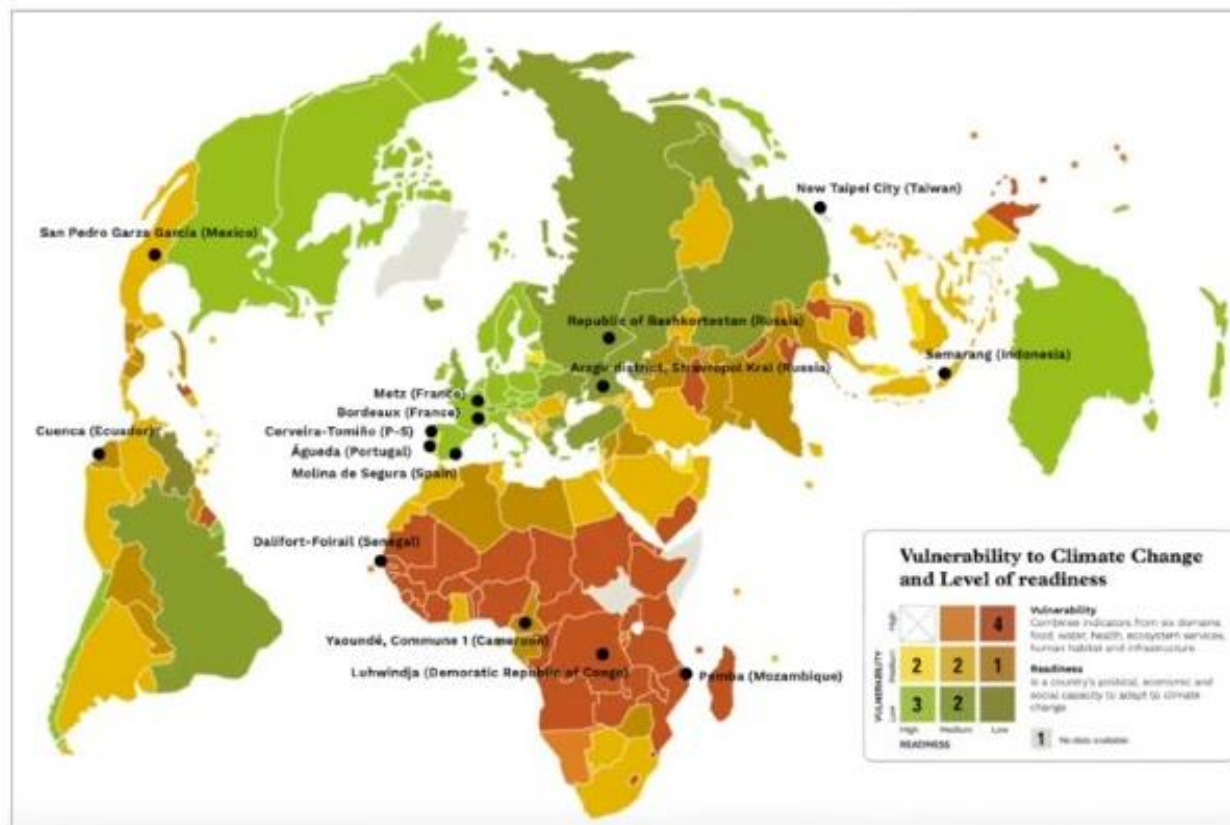 New Taipei City (Taiwan)
San Pedro Garza García (Mexico)
Republic of Bashkortostan (Russia)
Semarang (Indonesia)
Arzgir district, Stravropol Krai (Russia)
Metz (France)
Bordeaux (France)
Cerveira-Tomiño (P-S)
Cuenca (Ecuador)
Águeda (Portugal)
Molina de Segura (Spain)
Dalifort-Foirail (Senegal)
Yaoundé, Commune 1 (Cameroon)
Luhwindja (Demoratic Republic of Congo)
Pemba (Mozambique)
Vulnerability to Climate Change
and Level of readiness
VULNERABILITY
High
Medium
Low
4
2 2 1
3 2
High Medium Low
READINESS
Vulnerability
Combines indicators from six domains
food, water, health, ecosystem services,
human habitat and infrastructure
Readiness
is a country's political, economic and
social capacity to adapt to climate
change
1 No data available